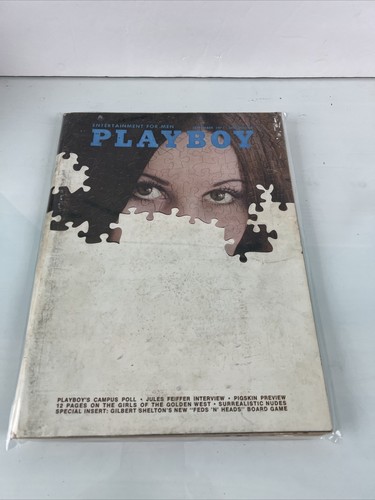 ENTERTAINMENT FOR MEN
PLAYBOY
PLAYBOY'S CAMPUS POLL • JULES FEIFFER INTERVIEW • PIGSKIN PREVIEW
12 PAGES ON THE GIRLS OF THE GOLDEN WEST • SURREALISTIC NUDES
SPECIAL INSERT: GILBERT SHELTON'S NEW "FEDS 'N' HEADS" BOARD GAME